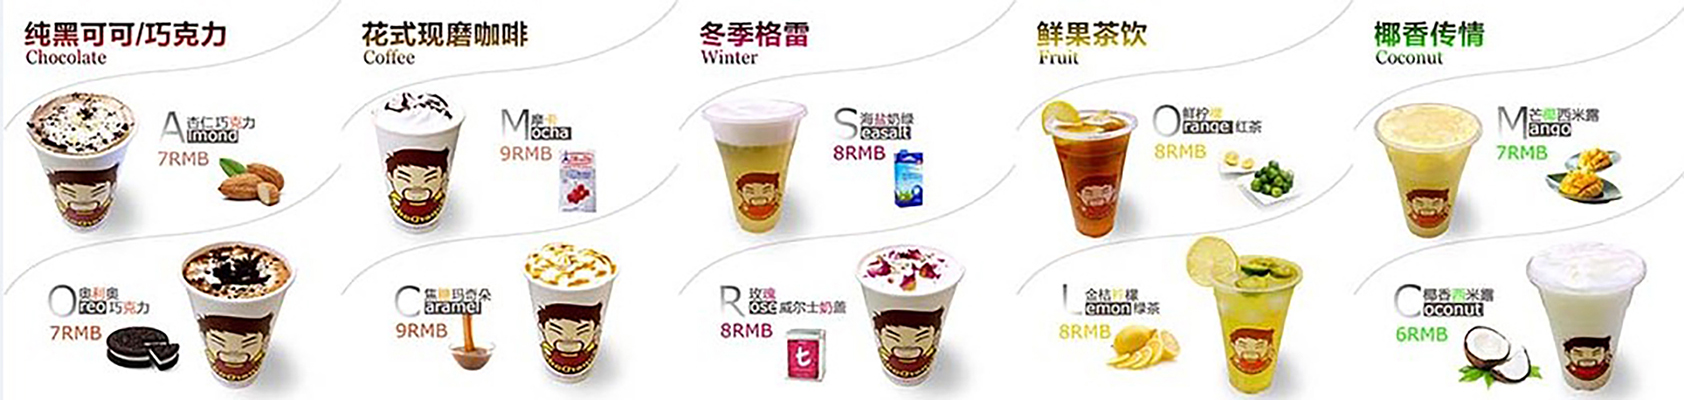 纯黑可可/巧克力
Chocolate
杏仁巧克力
Almond
7RMB
奥利奥
Oreo 巧克力
7RMB
花式现磨咖啡
Coffee
摩卡
Mocha
9RMB
焦糖玛奇朵
Caramel
9RMB
冬季格雷
Winter
海盐奶绿
Seasalt
8RMB
玫瑰
Rose 威尔士奶盖
8RMB
鲜果茶饮
Fruit
鲜柠檬
Orange 红茶
8RMB
金桔柠檬
Lemon 绿茶
8RMB
椰香传情
Coconut
芒椰西米露
Mango
7RMB
椰香西米露
Coconut
6RMB